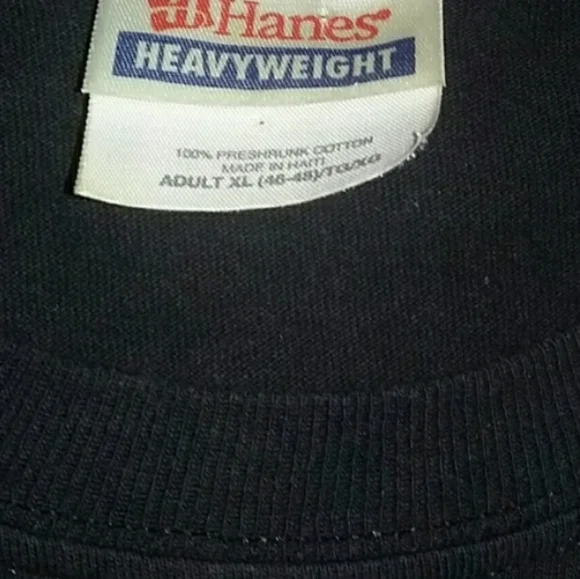 Hanes®
HEAVYWEIGHT
100% PRESHRUNK COTTON
MADE IN HAITI
ADULT XL (46-48)/TG/XG